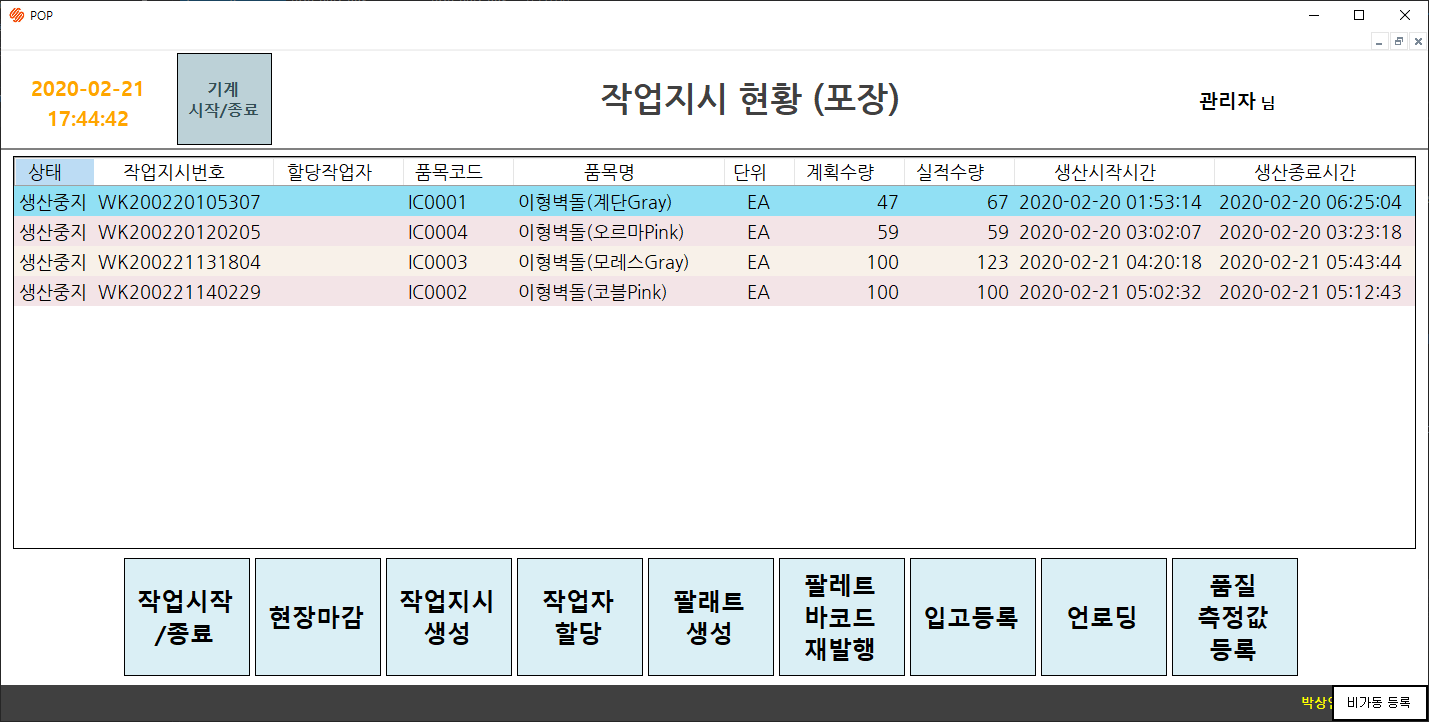 POP
2020-02-21
17:44:42
기계
시작/종료
작업지시 현황 (포장)
관리자 님
상태 작업지시번호 할당작업자 품목코드 품목명 단위 계획수량 실적수량 생산시작시간 생산종료시간
생산중지 WK200220105307 IC0001 이형벽돌(계단Gray) EA 47 67 2020-02-20 01:53:14 2020-02-20 06:25:04
생산중지 WK200220120205 IC0004 이형벽돌(오르마Pink) EA 59 59 2020-02-20 03:02:07 2020-02-20 03:23:18
생산중지 WK200221131804 IC0003 이형벽돌(모레스Gray) EA 100 123 2020-02-21 04:20:18 2020-02-21 05:43:44
생산중지 WK200221140229 IC0002 이형벽돌(코블Pink) EA 100 100 2020-02-21 05:02:32 2020-02-21 05:12:43
작업시작
/종료
현장마감
작업지시
생성
작업자
할당
팔래트
생성
팔레트
바코드
재발행
입고등록
언로딩
품질
측정값
등록
비가동 등록